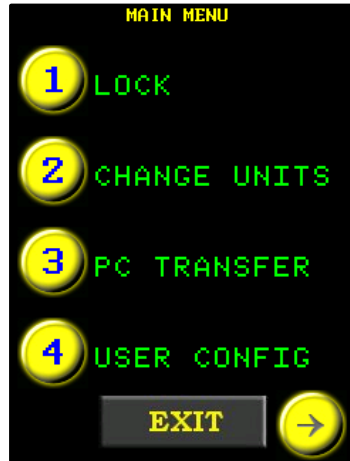 MAIN MENU
1 LOCK
2 CHANGE UNITS
3 PC TRANSFER
4 USER CONFIG
EXIT